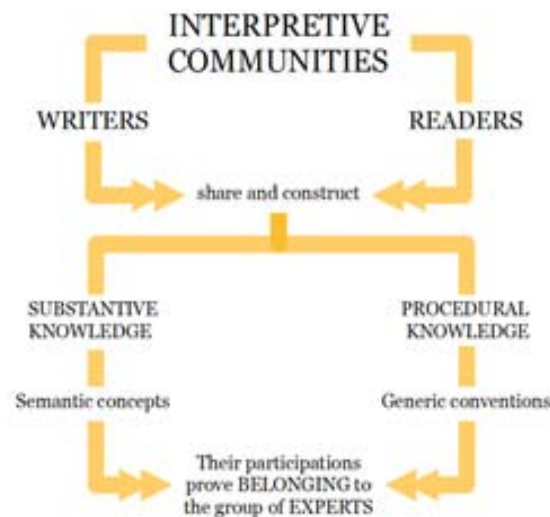 INTERPRETIVE
COMMUNITIES
WRITERS
READERS
share and construct
SUBSTANTIVE
KNOWLEDGE
PROCEDURAL
KNOWLEDGE
Semantic concepts
Generic conventions
Their participations
prove BELONGING to
the group of EXPERTS